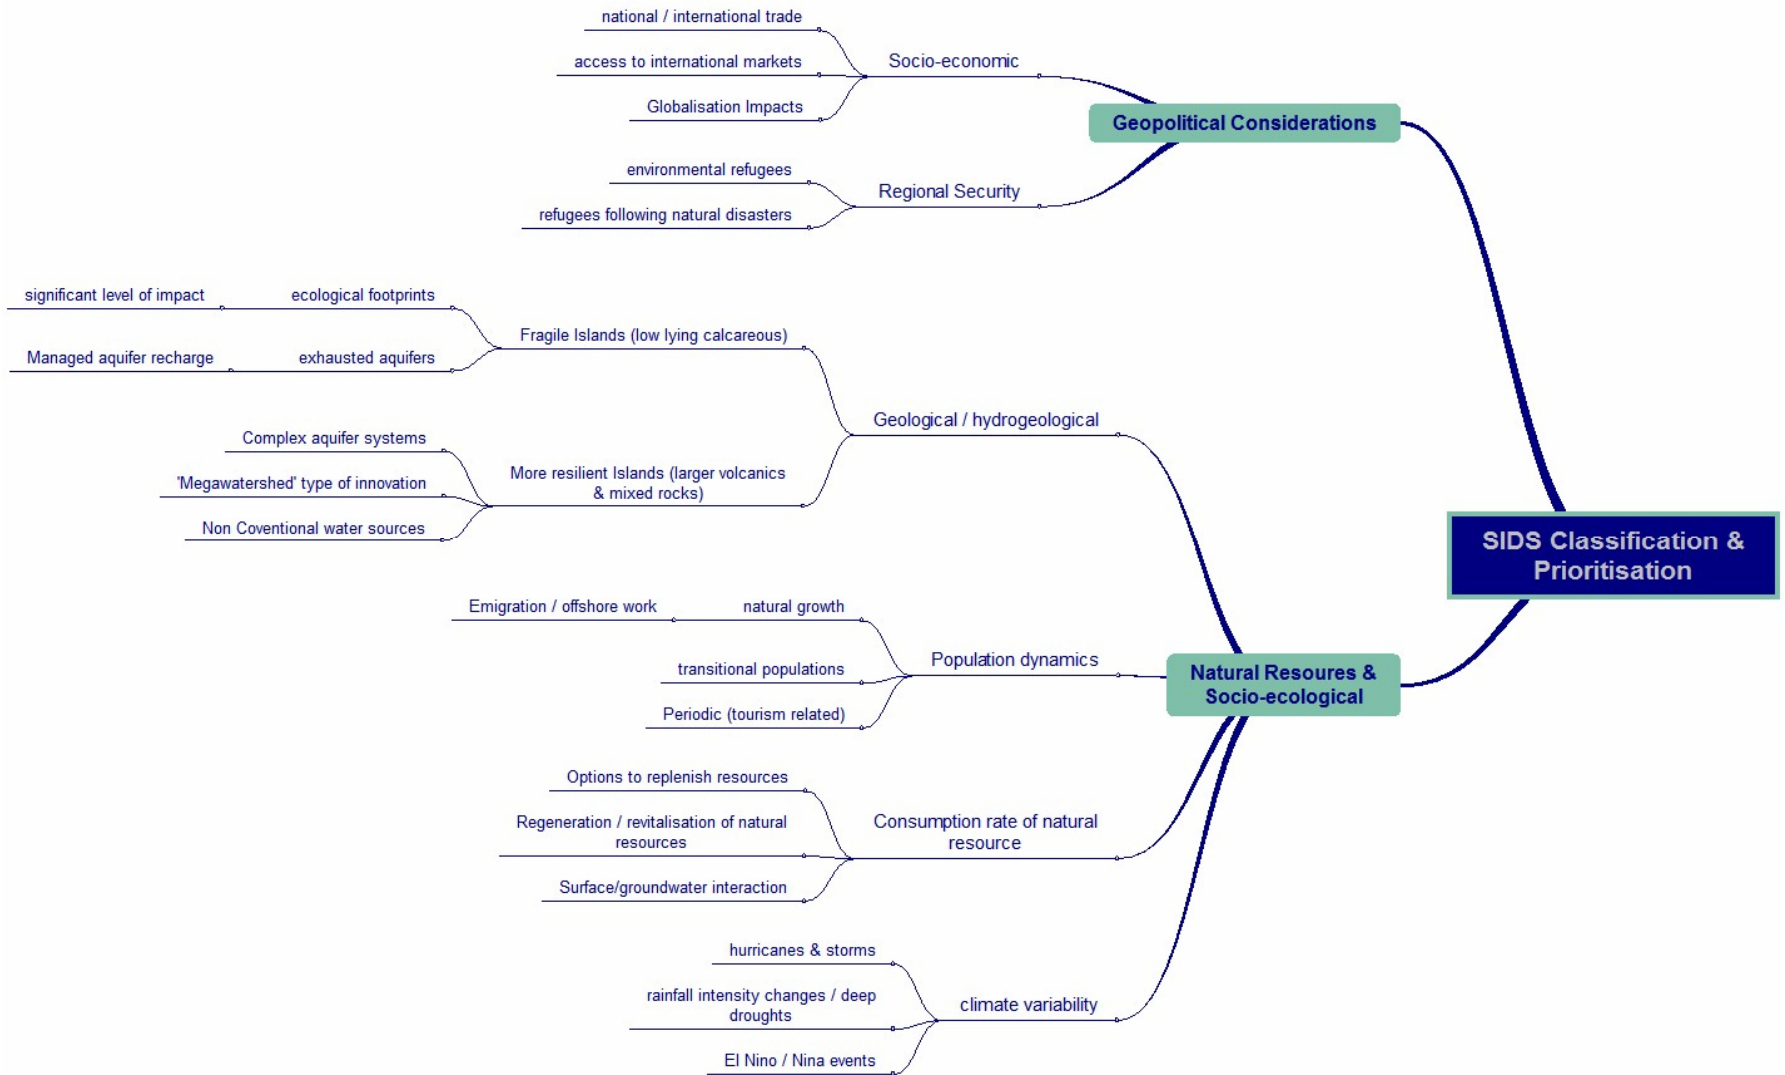 national / international trade
access to international markets
Globalisation Impacts
Socio-economic
Geopolitical Considerations
environmental refugees
refugees following natural disasters
Regional Security
significant level of impact
ecological footprints
Managed aquifer recharge
exhausted aquifers
Fragile Islands (low lying calcareous)
Geological / hydrogeological
Complex aquifer systems
'Megawatershed' type of innovation
Non Coventional water sources
More resilient Islands (larger volcanics
& mixed rocks)
SIDS Classification &
Prioritisation
Emigration / offshore work
natural growth
transitional populations
Periodic (tourism related)
Population dynamics
Natural Resoures &
Socio-ecological
Options to replenish resources
Regeneration / revitalisation of natural
resources
Surface/groundwater interaction
Consumption rate of natural
resource
hurricanes & storms
rainfall intensity changes / deep
droughts
El Nino / Nina events
climate variability